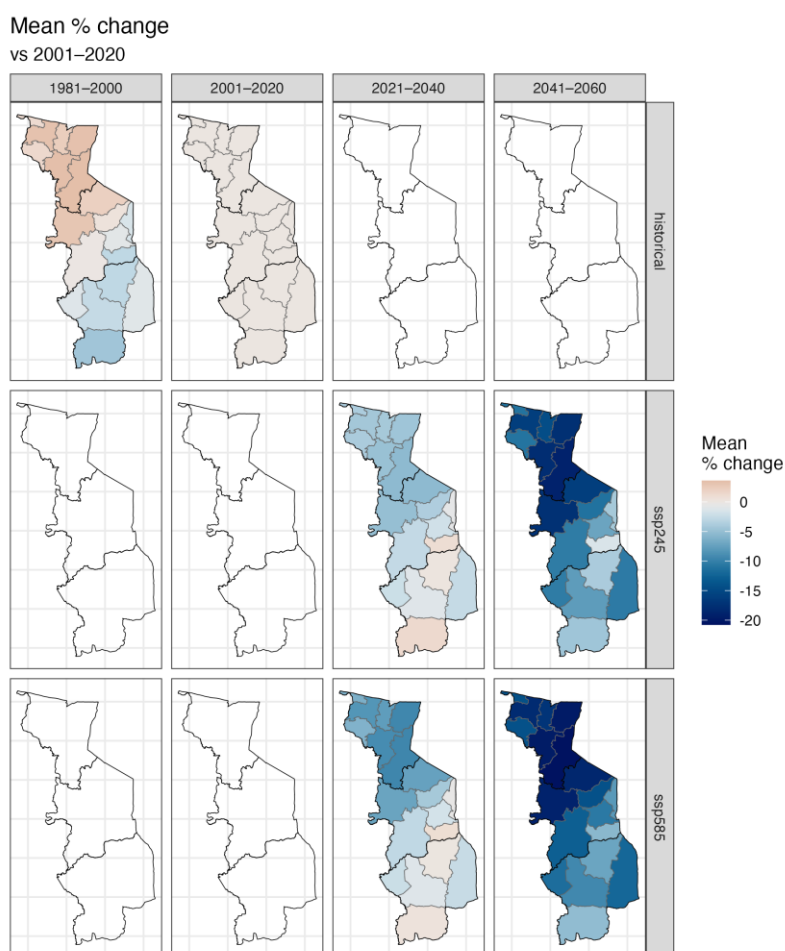 Mean % change
vs 2001–2020
1981–2000
2001–2020
2021–2040
2041–2060
historical
ssp245
ssp585
Mean
% change
0
-5
-10
-15
-20